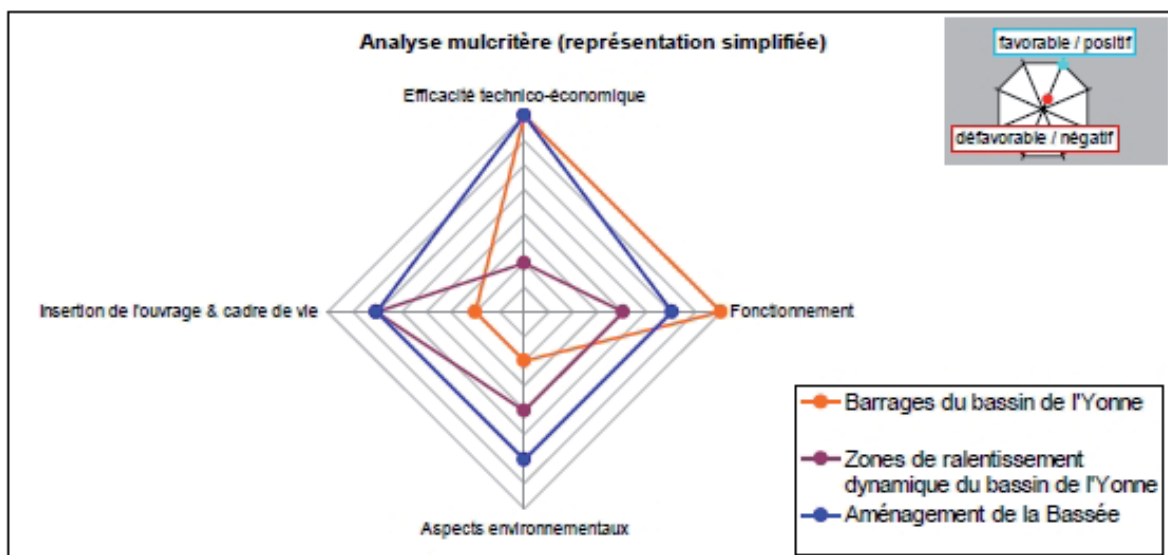 Analyse mulcritère (représentation simplifiée)
favorable / positif
défavorable / négatif
Efficacité technico-économique
Insertion de l'ouvrage & cadre de vie
Fonctionnement
Aspects environnementaux
Barrages du bassin de l'Yonne
Zones de ralentissement
dynamique du bassin de l'Yonne
Aménagement de la Bassée